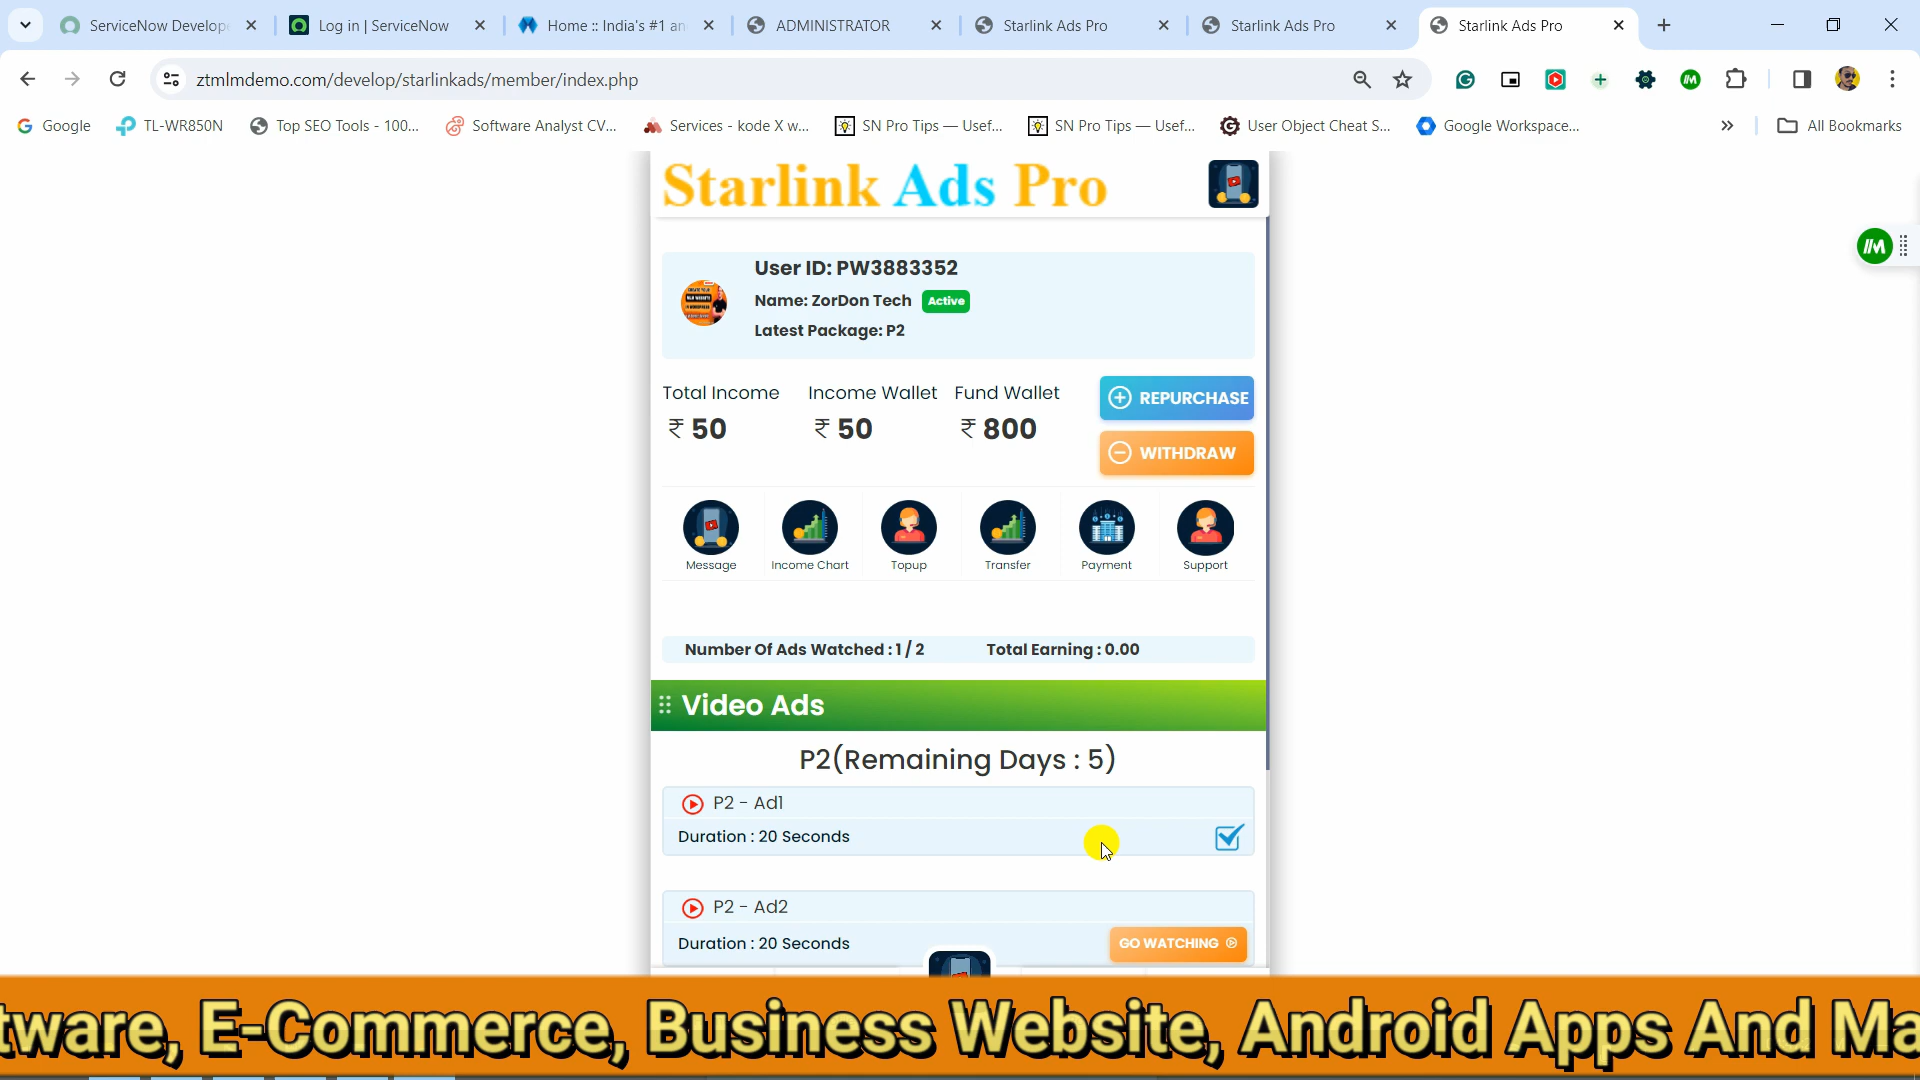 ServiceNow Develope
Log in | ServiceNow
Home :: India's #1 an
ADMINISTRATOR
Starlink Ads Pro
Starlink Ads Pro
Starlink Ads Pro
ztmlmdemo.com/develop/starlinkads/member/index.php
Google
TL-WR850N
Top SEO Tools - 100...
Software Analyst CV...
Services - kode X w...
SN Pro Tips — Usef...
SN Pro Tips — Usef...
User Object Cheat S...
Google Workspace...
All Bookmarks
Starlink Ads Pro
User ID: PW3883352
Name: ZorDon Tech Active
Latest Package: P2
Total Income Income Wallet Fund Wallet
₹ 50 ₹ 50 ₹ 800
REPURCHASE
WITHDRAW
Message Income Chart Topup Transfer Payment Support
Number Of Ads Watched : 1 / 2 Total Earning : 0.00
Video Ads
P2(Remaining Days : 5)
P2 - Ad1
Duration : 20 Seconds
P2 - Ad2
Duration : 20 Seconds GO WATCHING
tware, E-Commerce, Business Website, Android Apps And Ma